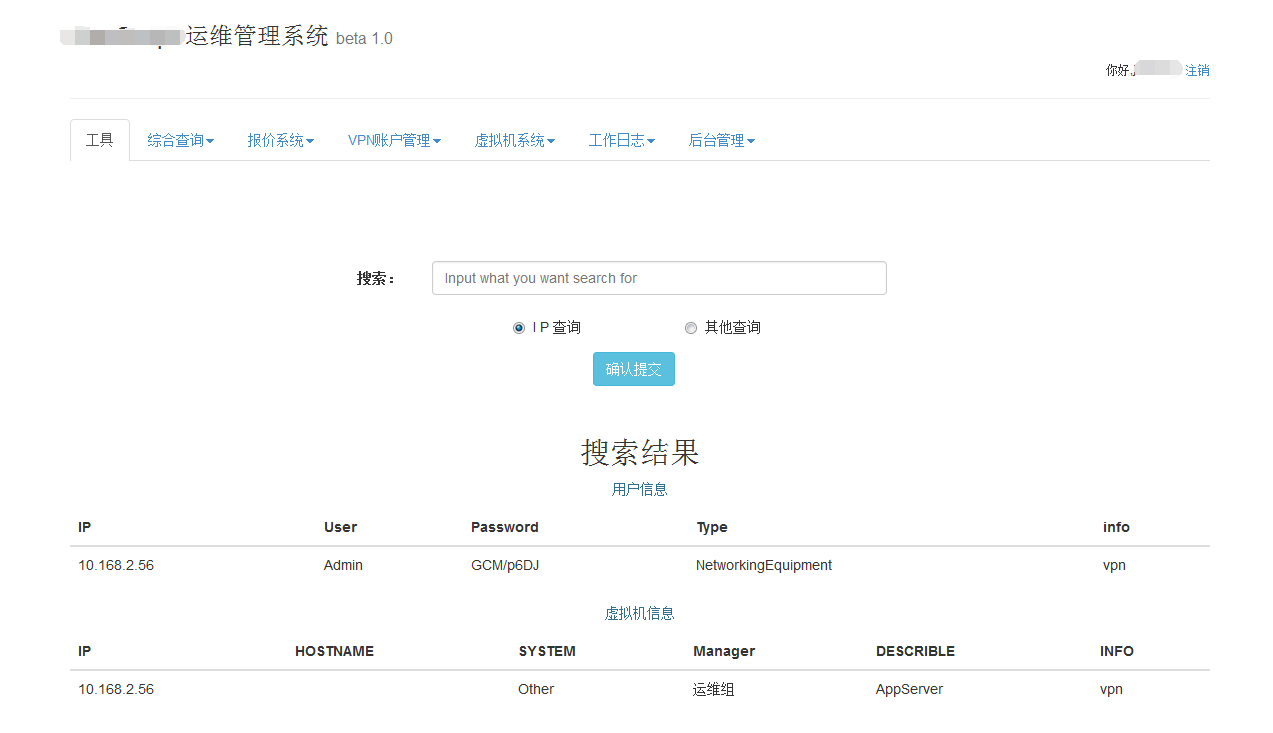 运维管理系统 beta 1.0
你好 注销
工具 综合查询 报价系统 VPN账户管理 虚拟机系统 工作日志 后台管理
搜索： Input what you want search for
I P 查询 其他查询
确认提交
搜索结果
用户信息
IP User Password Type info
10.168.2.56 Admin GCM/p6DJ NetworkingEquipment vpn
虚拟机信息
IP HOSTNAME SYSTEM Manager DESCRIBLE INFO
10.168.2.56 Other 运维组 AppServer vpn